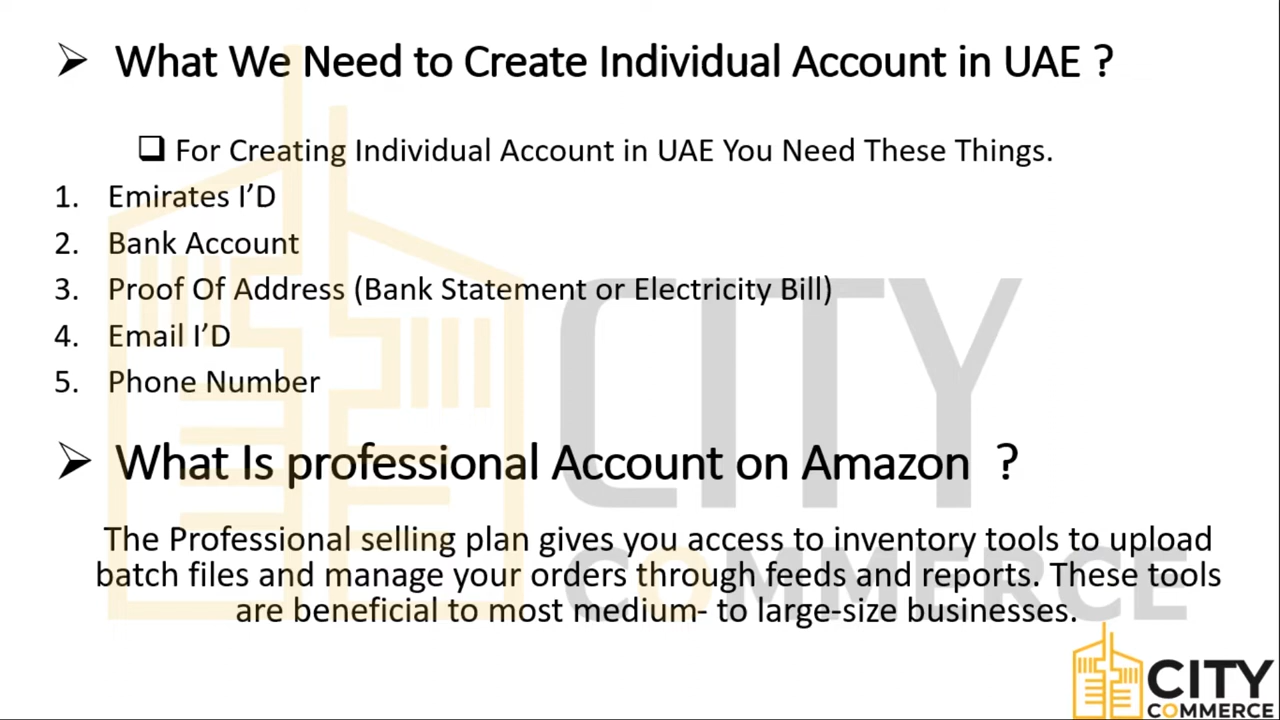 ➢ What We Need to Create Individual Account in UAE ?
❑ For Creating Individual Account in UAE You Need These Things.
1. Emirates I’D
2. Bank Account
3. Proof Of Address (Bank Statement or Electricity Bill)
4. Email I’D
5. Phone Number
➢ What Is professional Account on Amazon ?
The Professional selling plan gives you access to inventory tools to upload
batch files and manage your orders through feeds and reports. These tools
are beneficial to most medium- to large-size businesses.
CITY
COMMERCE
CITY
COMMERCE